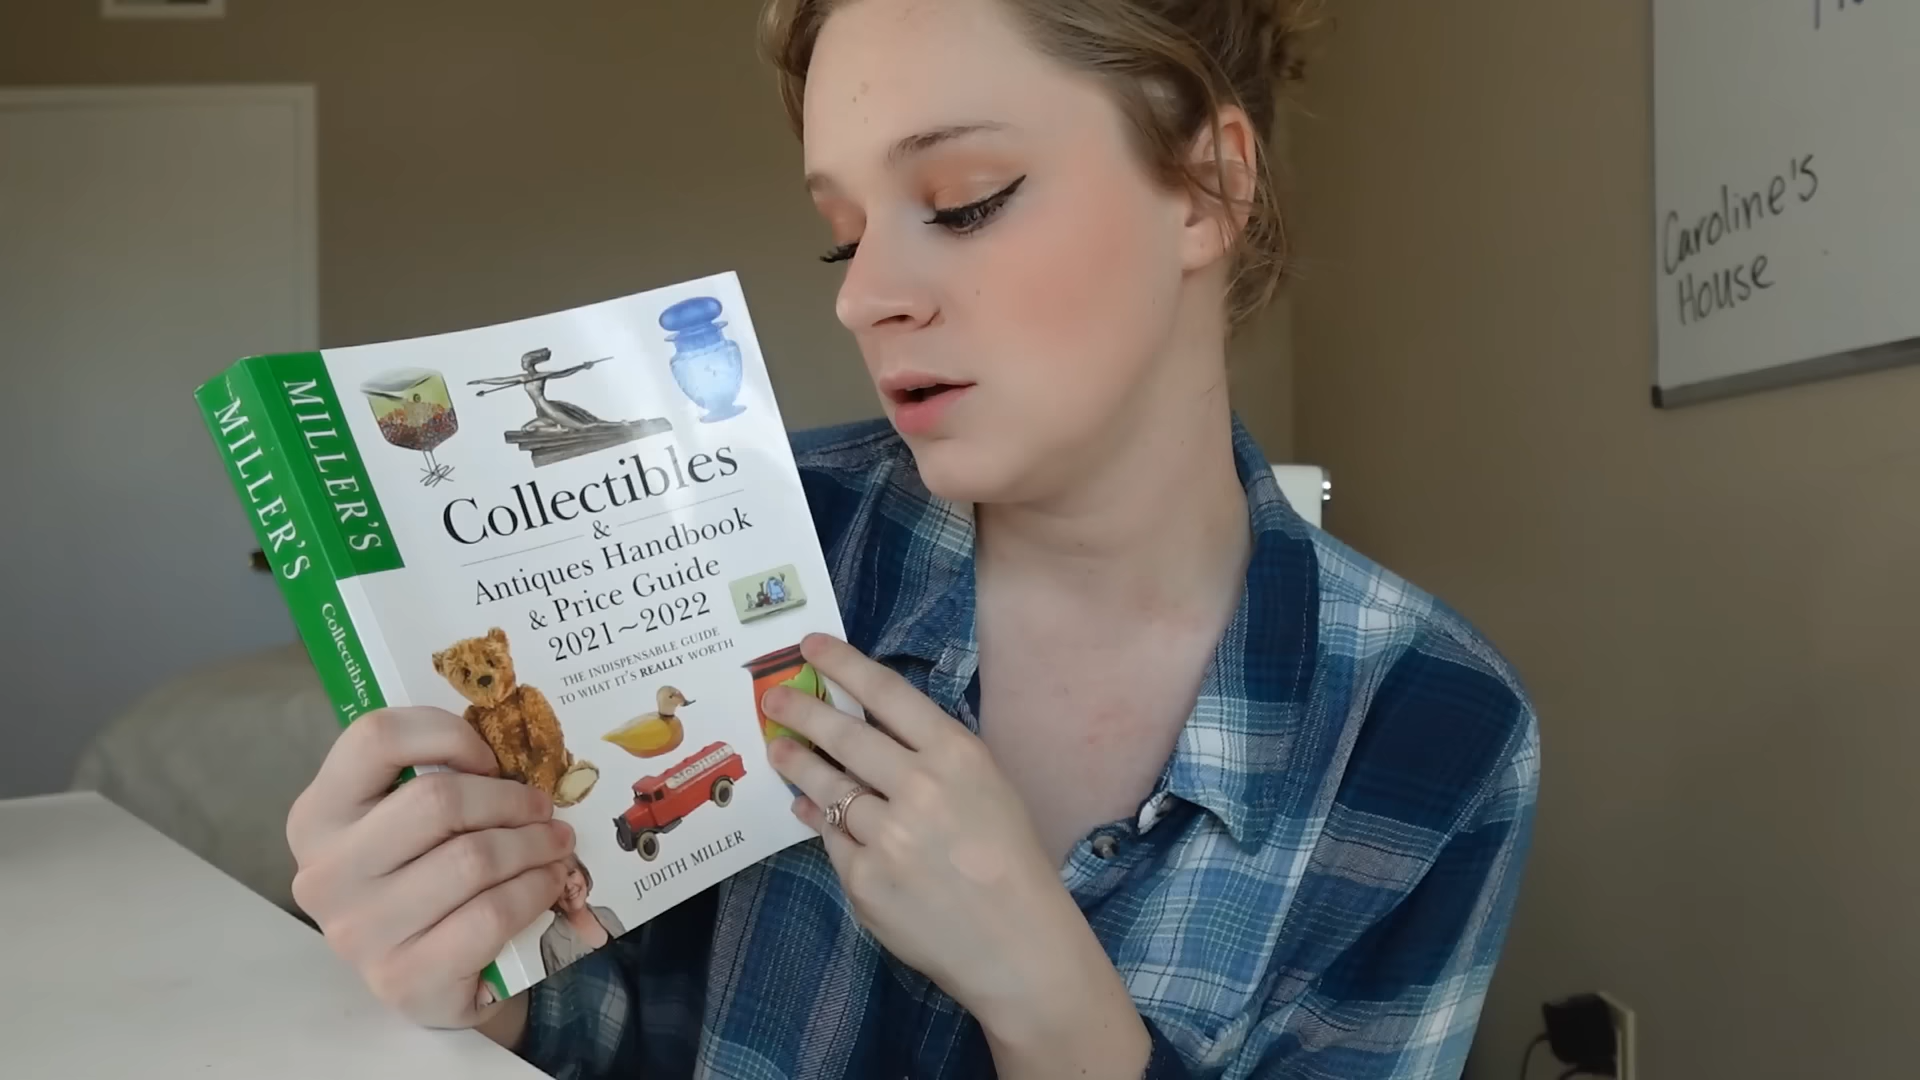 MILLER'S
MILLER'S
Collectibles
Collectibles
&
Antiques Handbook
& Price Guide
2021~2022
THE INDISPENSABLE GUIDE
TO WHAT IT'S REALLY WORTH
JUDITH MILLER
Caroline's
House